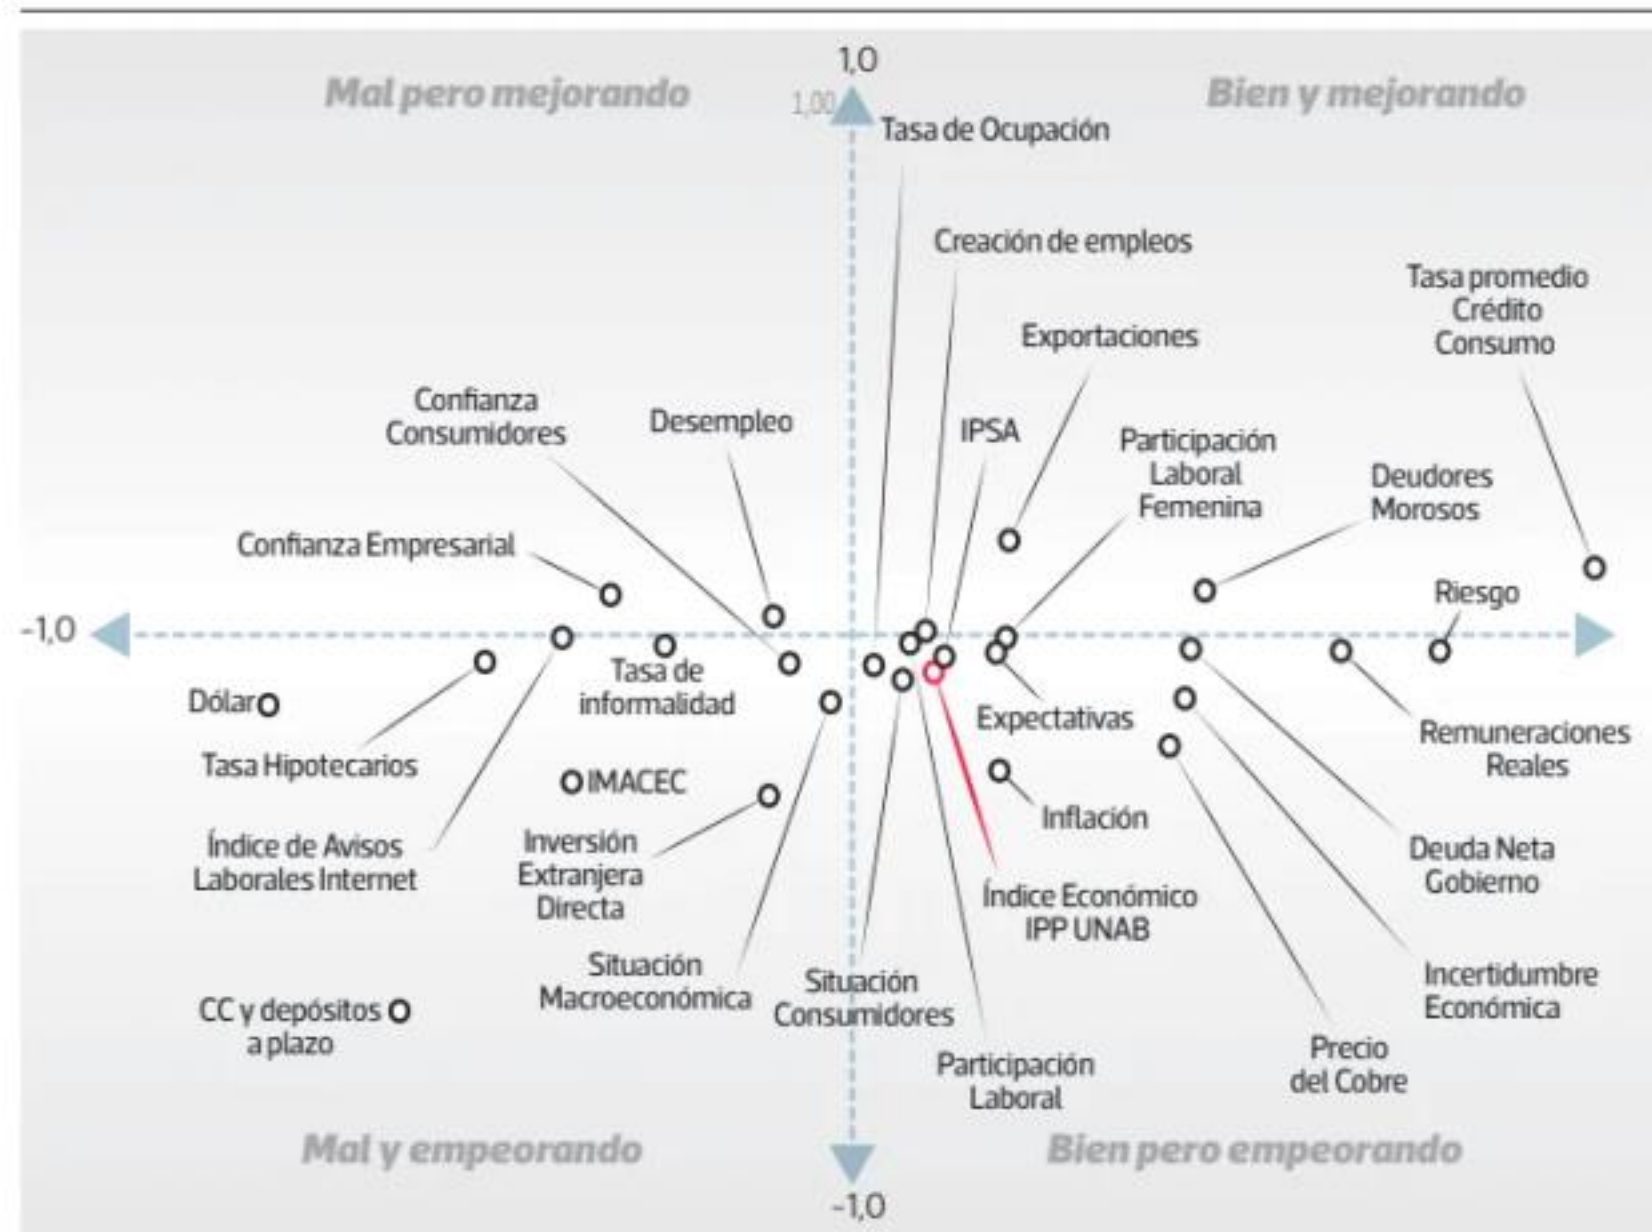 1,0
Mal pero mejorando
Bien y mejorando
1,00
Tasa de Ocupación
Creación de empleos
Tasa promedio
Crédito
Consumo
Exportaciones
Confianza
Consumidores
Desempleo
IPSA
Participación
Laboral
Femenina
Deudores
Morosos
Confianza Empresarial
Riesgo
-1,0
Tasa de
informalidad
Dólar
Expectativas
Remuneraciones
Reales
Tasa Hipotecarios
IMACEC
Inflación
Índice de Avisos
Laborales Internet
Inversión
Extranjera
Directa
Deuda Neta
Gobierno
Índice Económico
IPP UNAB
Situación
Macroeconómica
Situación
Consumidores
Incertidumbre
Económica
CC y depósitos
a plazo
Participación
Laboral
Precio
del Cobre
Mal y empeorando
Bien pero empeorando
-1,0